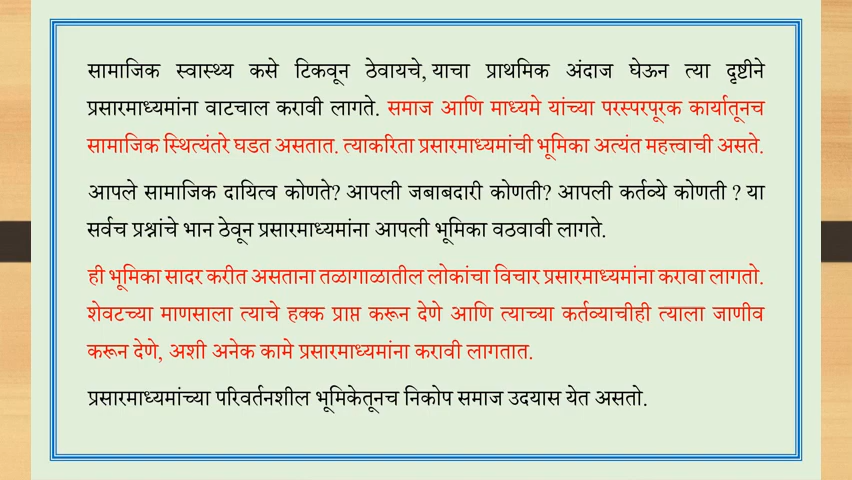 सामाजिक स्वास्थ्य कसे टिकवून ठेवायचे, याचा प्राथमिक अंदाज घेऊन त्या दृष्टीने
प्रसारमाध्यमांना वाटचाल करावी लागते. समाज आणि माध्यमे यांच्या परस्परपूरक कार्यातूनच
सामाजिक स्थित्यंतरे घडत असतात. त्याकरिता प्रसारमाध्यमांची भूमिका अत्यंत महत्त्वाची असते.
आपले सामाजिक दायित्व कोणते? आपली जबाबदारी कोणती? आपली कर्तव्ये कोणती ? या
सर्वच प्रश्नांचे भान ठेवून प्रसारमाध्यमांना आपली भूमिका वठवावी लागते.
ही भूमिका सादर करीत असताना तळागाळातील लोकांचा विचार प्रसारमाध्यमांना करावा लागतो.
शेवटच्या माणसाला त्याचे हक्क प्राप्त करून देणे आणि त्याच्या कर्तव्याचीही त्याला जाणीव
करून देणे, अशी अनेक कामे प्रसारमाध्यमांना करावी लागतात.
प्रसारमाध्यमांच्या परिवर्तनशील भूमिकेतूनच निकोप समाज उदयास येत असतो.